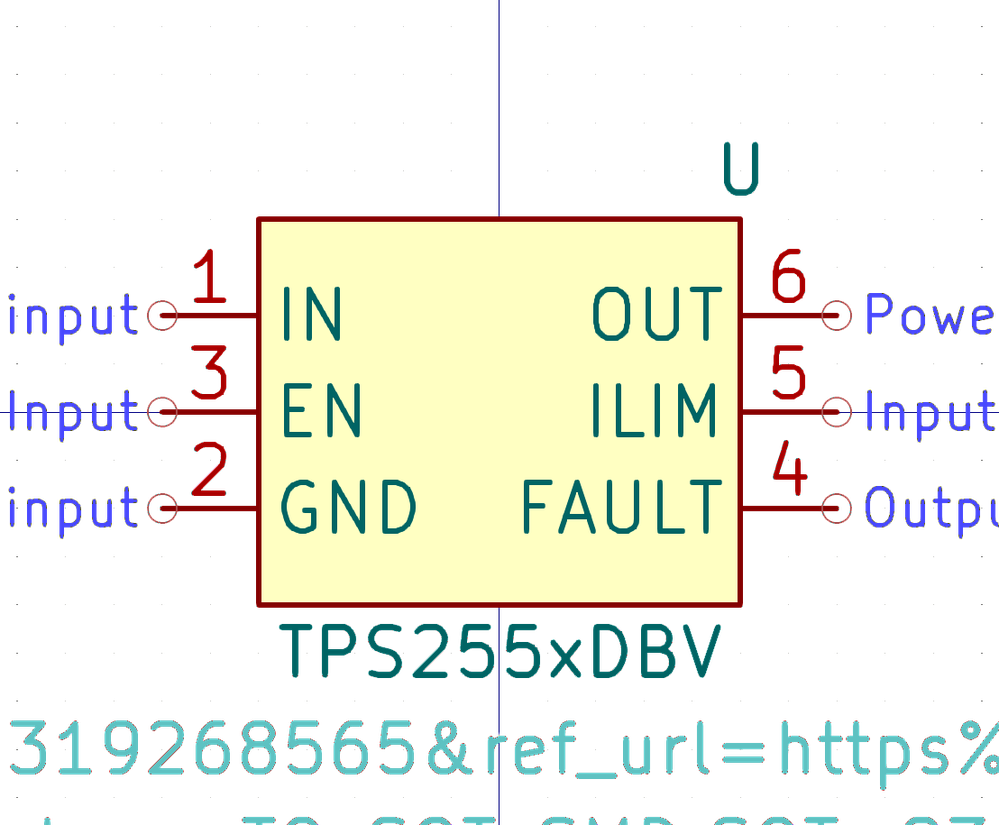 U
1 6
input IN OUT Powe
3 5
Input EN ILIM Input
2 4
input GND FAULT Outpu
TPS255xDBV
319268565&ref_url=https%